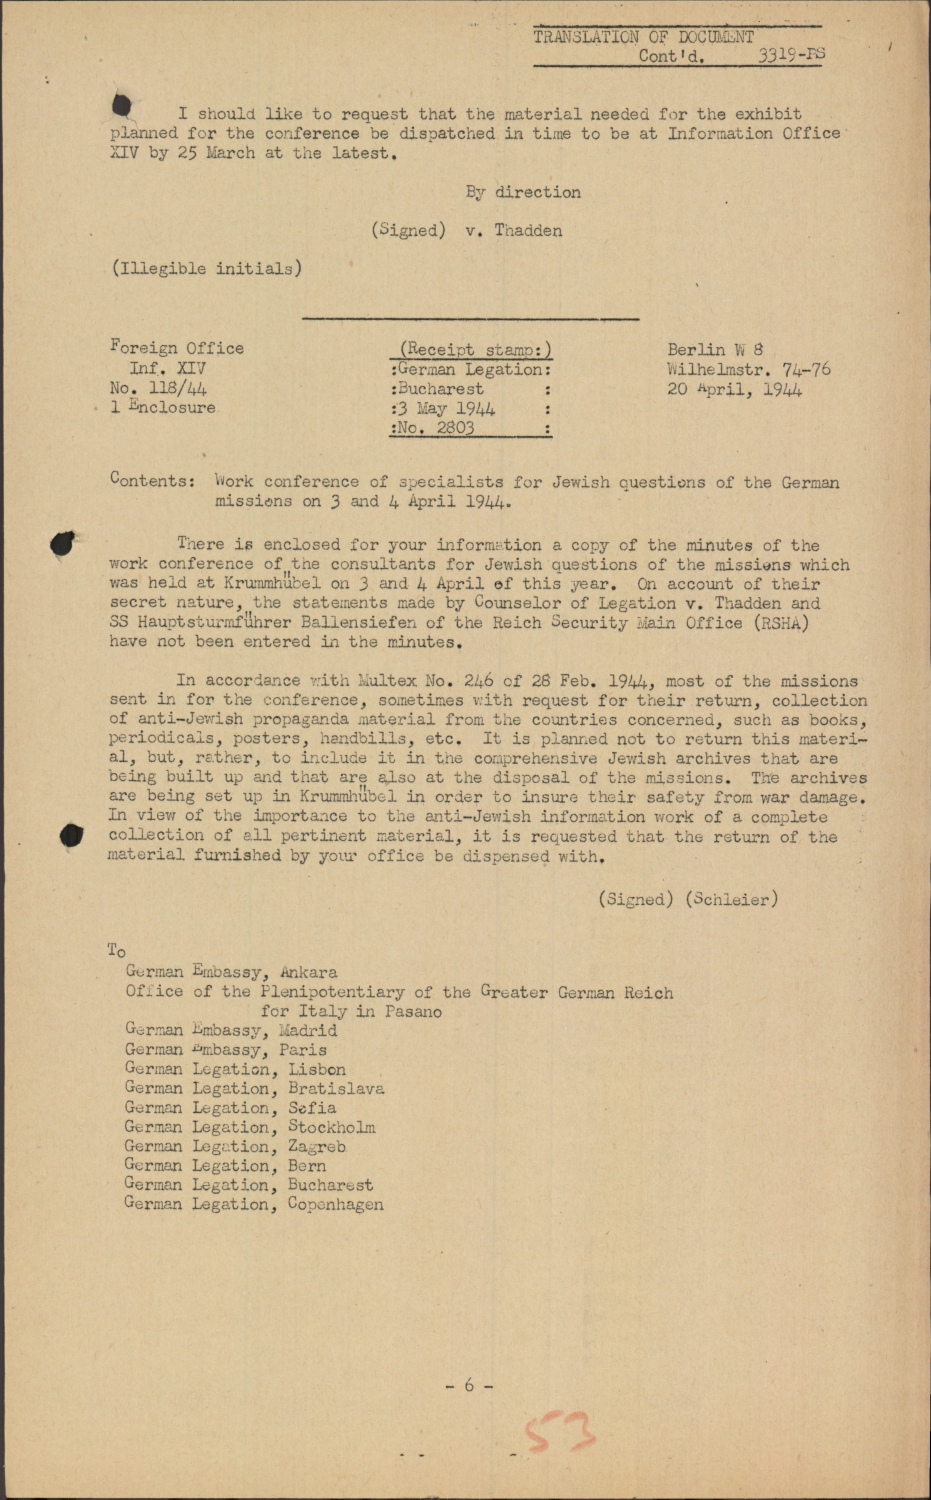 TRANSLATION OF DOCUMENT
Cont'd. 3319-PS
I should like to request that the material needed for the exhibit
planned for the conference be dispatched in time to be at Information Office
XIV by 25 March at the latest.
By direction
(Signed) v. Thadden
(Illegible initials)
Foreign Office
Inf. XIV
No. 118/44
1 Enclosure
(Receipt stamp:)
:German Legation:
:Bucharest :
:3 May 1944 :
:No. 2803 :
Berlin W 8
Wilhelmstr. 74-76
20 April, 1944
Contents: Work conference of specialists for Jewish questions of the German
missions on 3 and 4 April 1944.
There is enclosed for your information a copy of the minutes of the
work conference of the consultants for Jewish questions of the missions which
was held at Krummhübel on 3 and 4 April of this year. On account of their
secret nature, the statements made by Counselor of Legation v. Thadden and
SS Hauptsturmführer Ballensiefen of the Reich Security Main Office (RSHA)
have not been entered in the minutes.
In accordance with Multex No. 246 of 28 Feb. 1944, most of the missions
sent in for the conference, sometimes with request for their return, collection
of anti-Jewish propaganda material from the countries concerned, such as books,
periodicals, posters, handbills, etc. It is planned not to return this materi-
al, but, rather, to include it in the comprehensive Jewish archives that are
being built up and that are also at the disposal of the missions. The archives
are being set up in Krummhübel in order to insure their safety from war damage.
In view of the importance to the anti-Jewish information work of a complete
collection of all pertinent material, it is requested that the return of the
material furnished by your office be dispensed with.
(Signed) (Schleier)
To
German Embassy, Ankara
Office of the Plenipotentiary of the Greater German Reich
for Italy in Pasano
German Embassy, Madrid
German Embassy, Paris
German Legation, Lisbon
German Legation, Bratislava
German Legation, Sofia
German Legation, Stockholm
German Legation, Zagreb
German Legation, Bern
German Legation, Bucharest
German Legation, Copenhagen
- 6 -
53